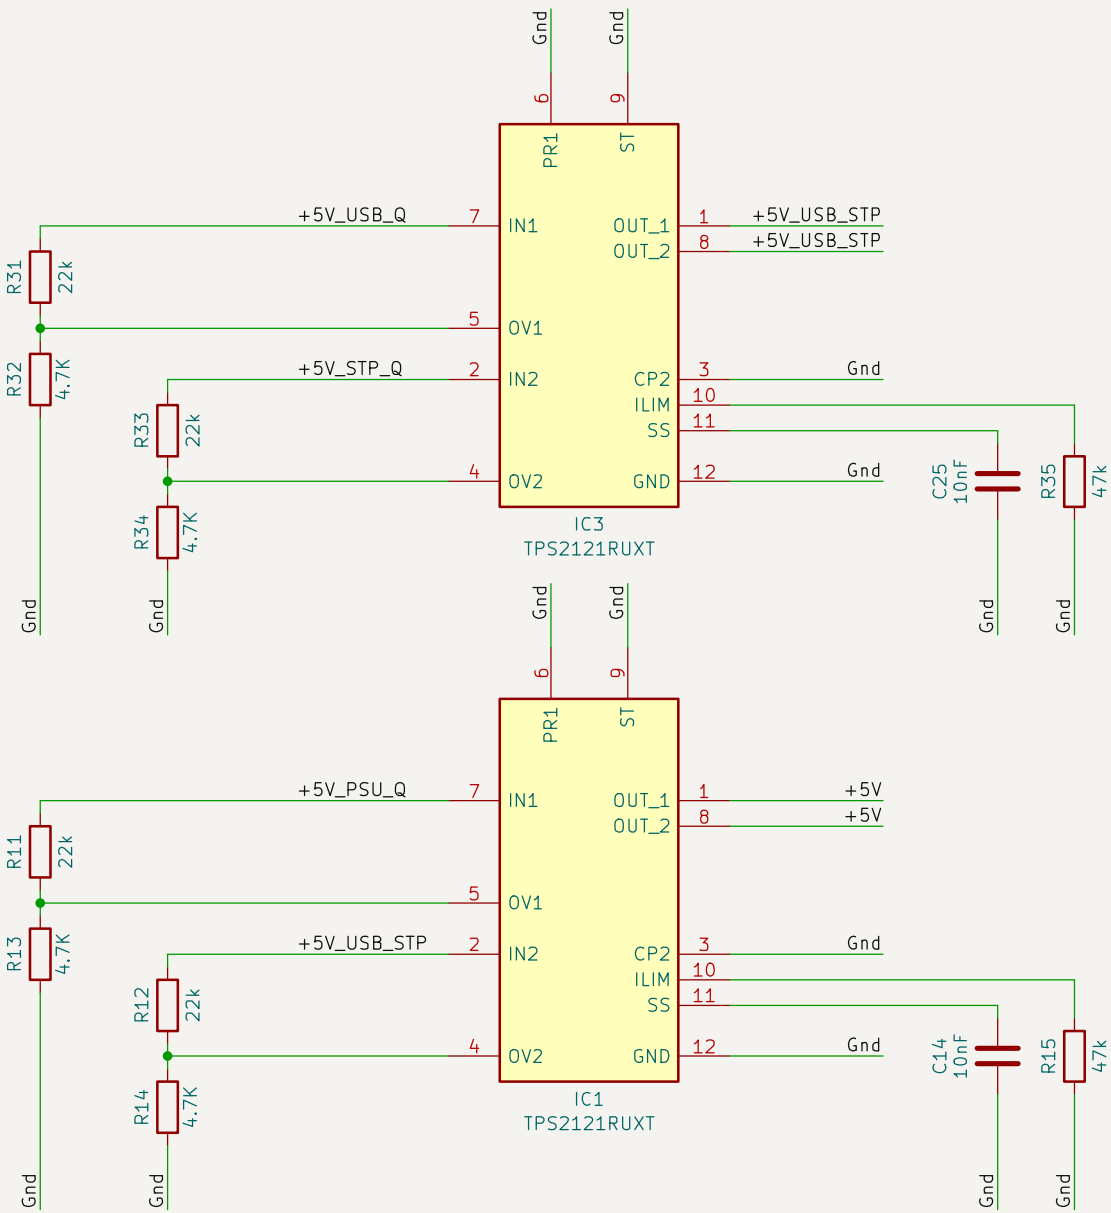 Gnd
Gnd
6
9
PR1
ST
+5V_USB_Q
7
IN1
OUT_1
1
+5V_USB_STP
OUT_2
8
+5V_USB_STP
R31
22k
5
OV1
R32
4.7K
+5V_STP_Q
2
IN2
CP2
3
Gnd
ILIM
10
R33
22k
SS
11
4
OV2
GND
12
Gnd
C25
10nF
R35
47k
R34
4.7K
IC3
TPS2121RUXT
Gnd
Gnd
Gnd
Gnd
Gnd
Gnd
6
9
PR1
ST
+5V_PSU_Q
7
IN1
OUT_1
1
+5V
OUT_2
8
+5V
R11
22k
5
OV1
R13
4.7K
+5V_USB_STP
2
IN2
CP2
3
Gnd
ILIM
10
R12
22k
SS
11
4
OV2
GND
12
Gnd
C14
10nF
R15
47k
R14
4.7K
IC1
TPS2121RUXT
Gnd
Gnd
Gnd
Gnd